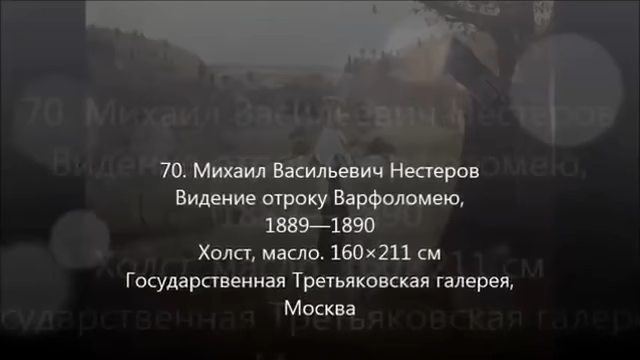 70. Михаил Васильевич Нестеров
Видение отроку Варфоломею,
1889—1890
Холст, масло. 160×211 см
Государственная Третьяковская галерея,
Москва